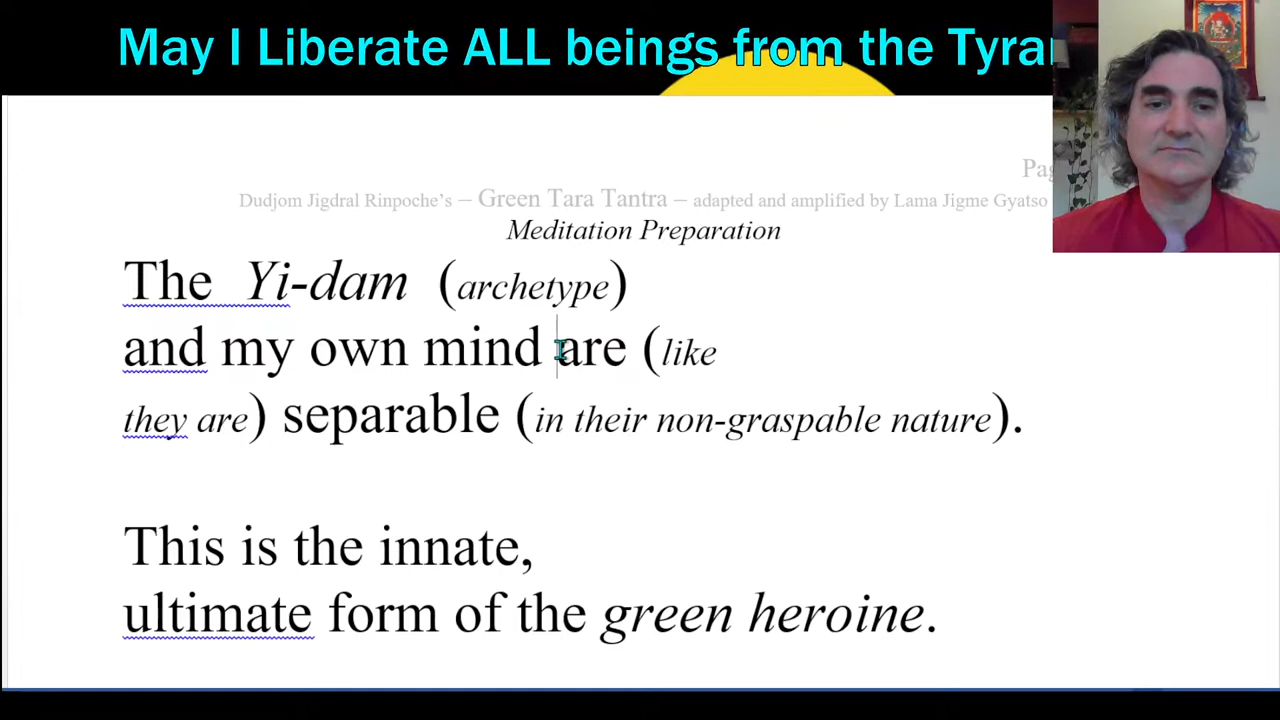 May I Liberate ALL beings from the
Dudjom Jigdral Rinpoche's – Green Tara Tantra – adapted and amplified by Lama Jigme Gyatso
Meditation Preparation
The Yi-dam (archetype)
and my own mind are (like
they are) separable (in their non-graspable nature).
This is the innate,
ultimate form of the green heroine.